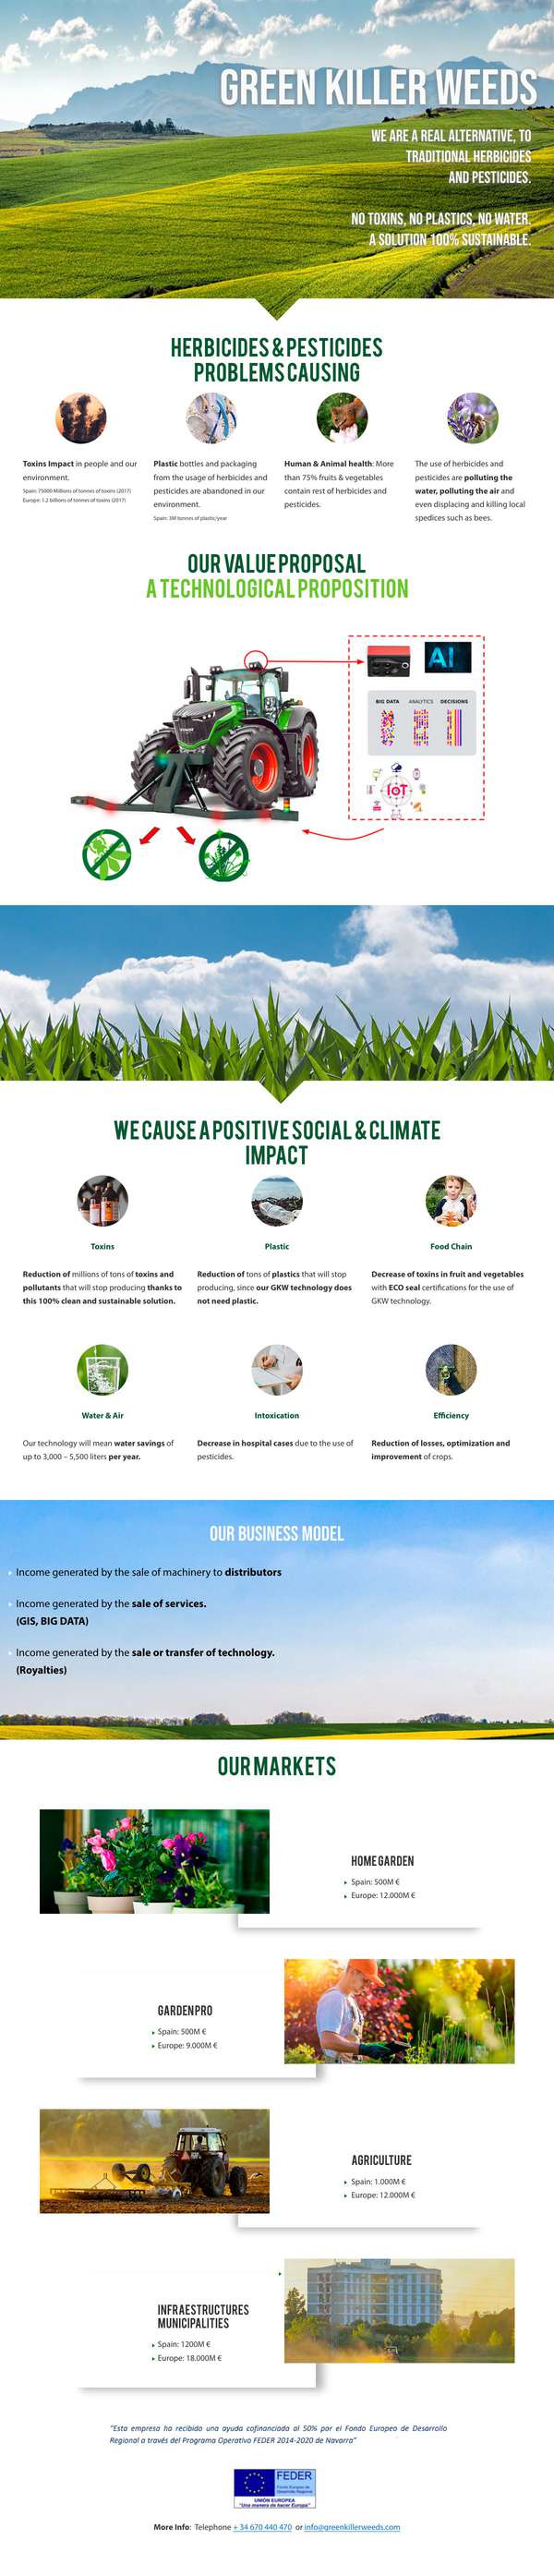 GREEN KILLER WEEDS
WE ARE A REAL ALTERNATIVE, TO
TRADITIONAL HERBICIDES
AND PESTICIDES.
NO TOXINS, NO PLASTICS, NO WATER.
A SOLUTION 100% SUSTAINABLE.
HERBICIDES & PESTICIDES
PROBLEMS CAUSING
Toxins Impact in people and our
environment.
Spain: 75000 Millions of tonnes of toxins (2017)
Europe: 1.2 billions of tonnes of toxins (2017)
Plastic bottles and packaging
from the usage of herbicides and
pesticides are abandoned in our
environment.
Spain: 3M tonnes of plastic/year
Human & Animal health: More
than 75% fruits & vegetables
contain rest of herbicides and
pesticides.
The use of herbicides and
pesticides are polluting the
water, polluting the air and
even displacing and killing local
spedices such as bees.
OUR VALUE PROPOSAL
A TECHNOLOGICAL PROPOSITION
AI
BIG DATA ANALYTICS DECISIONS
IoT
WE CAUSE A POSITIVE SOCIAL & CLIMATE
IMPACT
Toxins
Reduction of millions of tons of toxins and
pollutants that will stop producing thanks to
this 100% clean and sustainable solution.
Plastic
Reduction of tons of plastics that will stop
producing, since our GKW technology does
not need plastic.
Food Chain
Decrease of toxins in fruit and vegetables
with ECO seal certifications for the use of
GKW technology.
Water & Air
Our technology will mean water savings of
up to 3,000 – 5,500 liters per year.
Intoxication
Decrease in hospital cases due to the use of
pesticides.
Efficiency
Reduction of losses, optimization and
improvement of crops.
OUR BUSINESS MODEL
Income generated by the sale of machinery to distributors
Income generated by the sale of services.
(GIS, BIG DATA)
Income generated by the sale or transfer of technology.
(Royalties)
OUR MARKETS
HOME GARDEN
Spain: 500M €
Europe: 12.000M €
GARDEN PRO
Spain: 500M €
Europe: 9.000M €
AGRICULTURE
Spain: 1.000M €
Europe: 12.000M €
INFRAESTRUCTURES
MUNICIPALITIES
Spain: 1200M €
Europe: 18.000M €
"Esta empresa ha recibido una ayuda cofinanciada al 50% por el Fondo Europeo de Desarrollo
Regional a través del Programa Operativo FEDER 2014-2020 de Navarra"
FEDER
Fondo Europeo de
Desarrollo Regional
UNIÓN EUROPEA
"Una manera de hacer Europa"
More Info: Telephone + 34 670 440 470 or info@greenkillerweeds.com